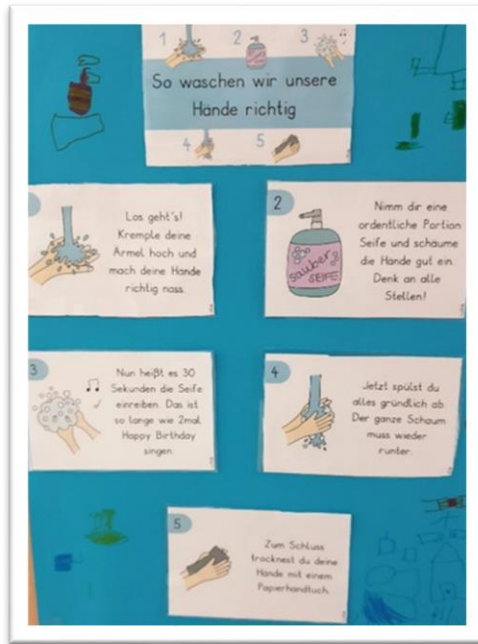 1 2 3
So waschen wir unsere
Hände richtig
4 5
Los geht's!
Kremple deine
Ärmel hoch und
mach deine Hände
richtig nass.
2
Nimm dir eine
ordentliche Portion
Seife und schäume
die Hände gut ein.
Denk an alle
Stellen!
sauber
SEIFE
3
Nun heißt es 30
Sekunden die Seife
einreiben. Das ist
so lange wie 2mal
Happy Birthday
singen.
4
Jetzt spülst du
alles gründlich ab.
Der ganze Schaum
muss wieder
runter.
5
Zum Schluss
trocknest du deine
Hände mit einem
Papierhandtuch.